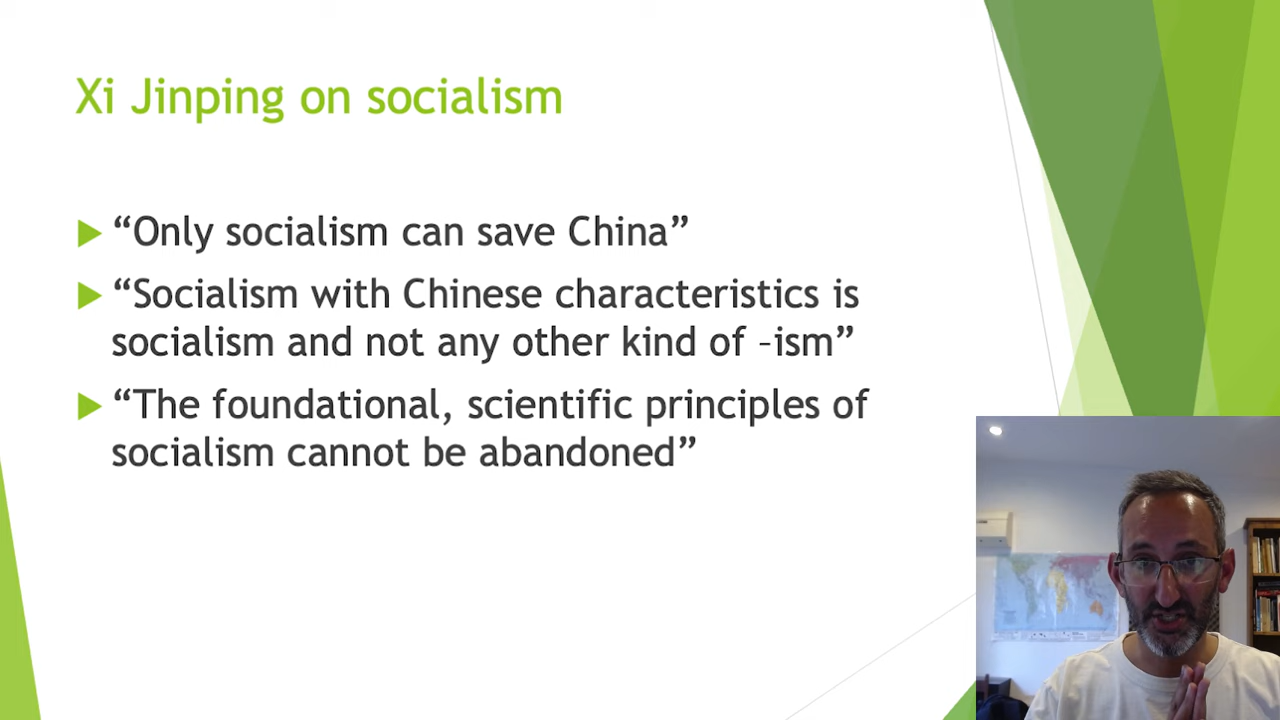 Xi Jinping on socialism
“Only socialism can save China”
“Socialism with Chinese characteristics is
socialism and not any other kind of –ism”
“The foundational, scientific principles of
socialism cannot be abandoned”